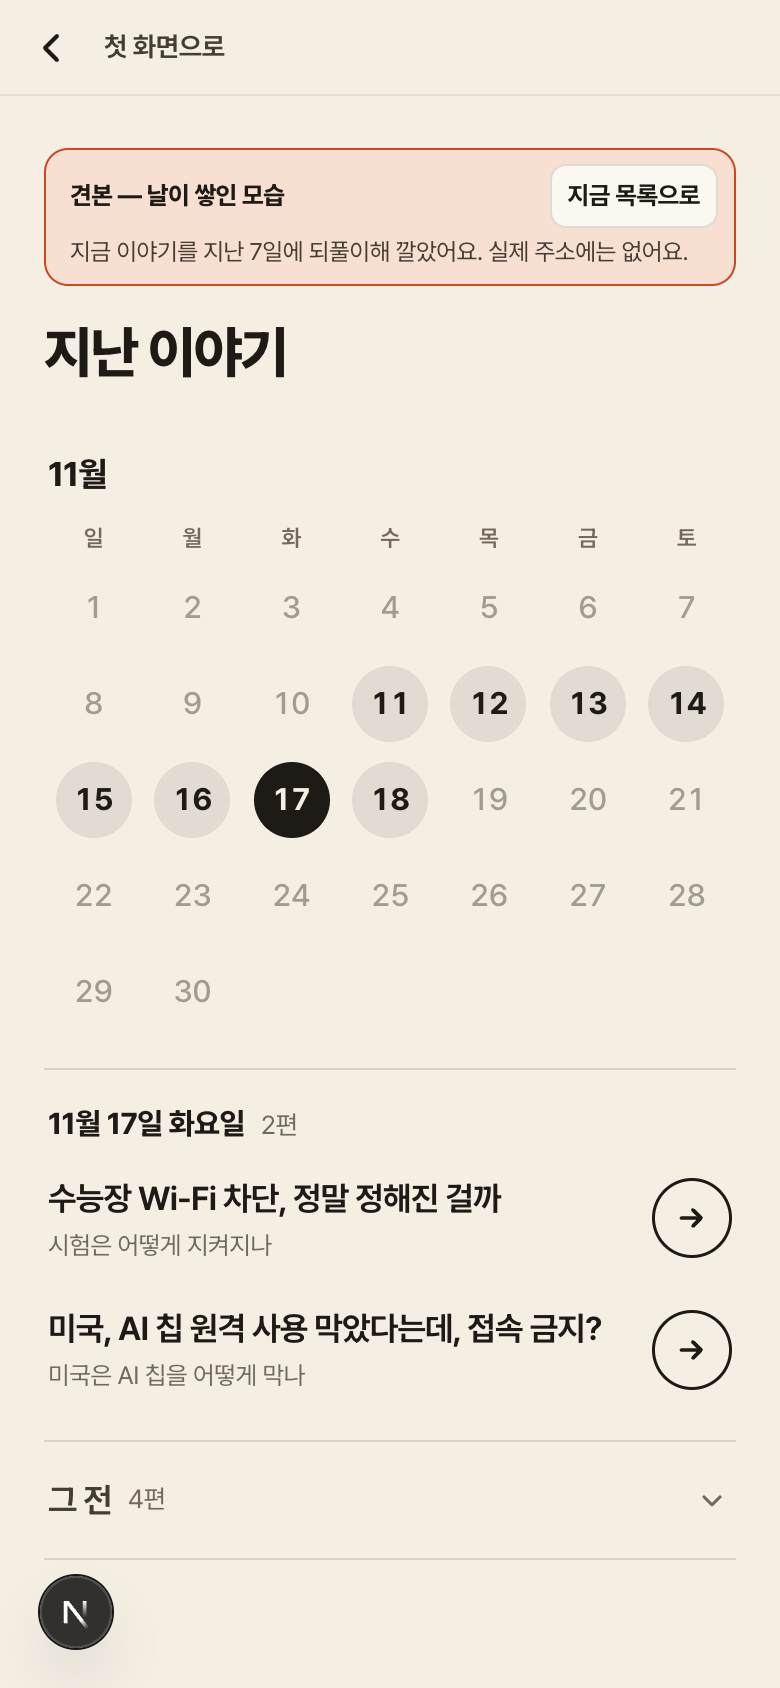 첫 화면으로
견본 — 날이 쌓인 모습
지금 목록으로
지금 이야기를 지난 7일에 되풀이해 깔았어요. 실제 주소에는 없어요.
지난 이야기
11월
일 월 화 수 목 금 토
1 2 3 4 5 6 7
8 9 10 11 12 13 14
15 16 17 18 19 20 21
22 23 24 25 26 27 28
29 30
11월 17일 화요일 2편
수능장 Wi-Fi 차단, 정말 정해진 걸까
시험은 어떻게 지켜지나
미국, AI 칩 원격 사용 막았다는데, 접속 금지?
미국은 AI 칩을 어떻게 막나
그 전 4편
N